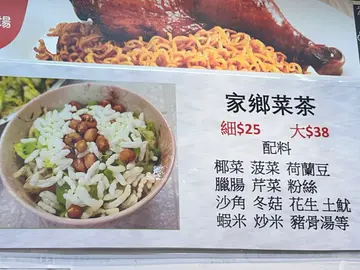 場
家鄉菜茶
細$25 大$38
配料
椰菜 菠菜 荷蘭豆
臘腸 芹菜 粉絲
沙角 冬菇 花生 土魷
蝦米 炒米 豬骨湯等